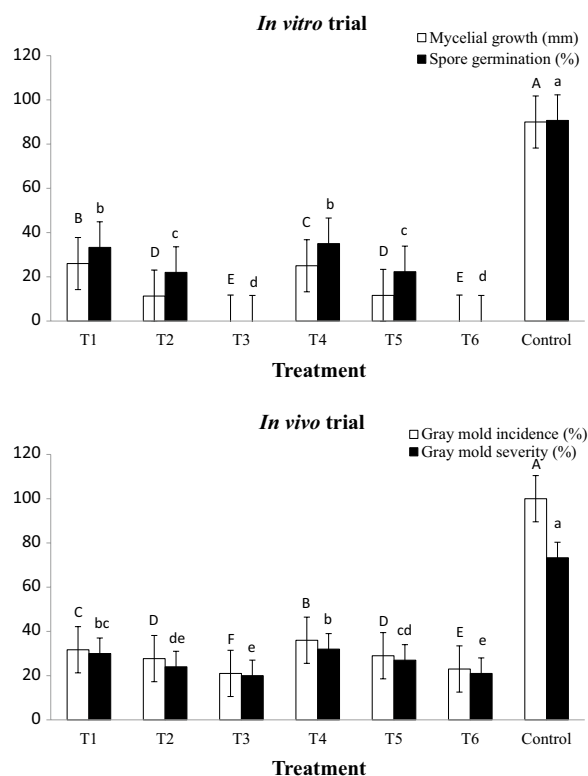 In vitro trial
Mycelial growth (mm)
Spore germination (%)
120
100
80
60
40
20
0
B b D c E d C b D c E d A a
T1 T2 T3 T4 T5 T6 Control
Treatment
In vivo trial
Gray mold incidence (%)
Gray mold severity (%)
120
100
80
60
40
20
0
C bc D de F e B b D cd E e A a
T1 T2 T3 T4 T5 T6 Control
Treatment